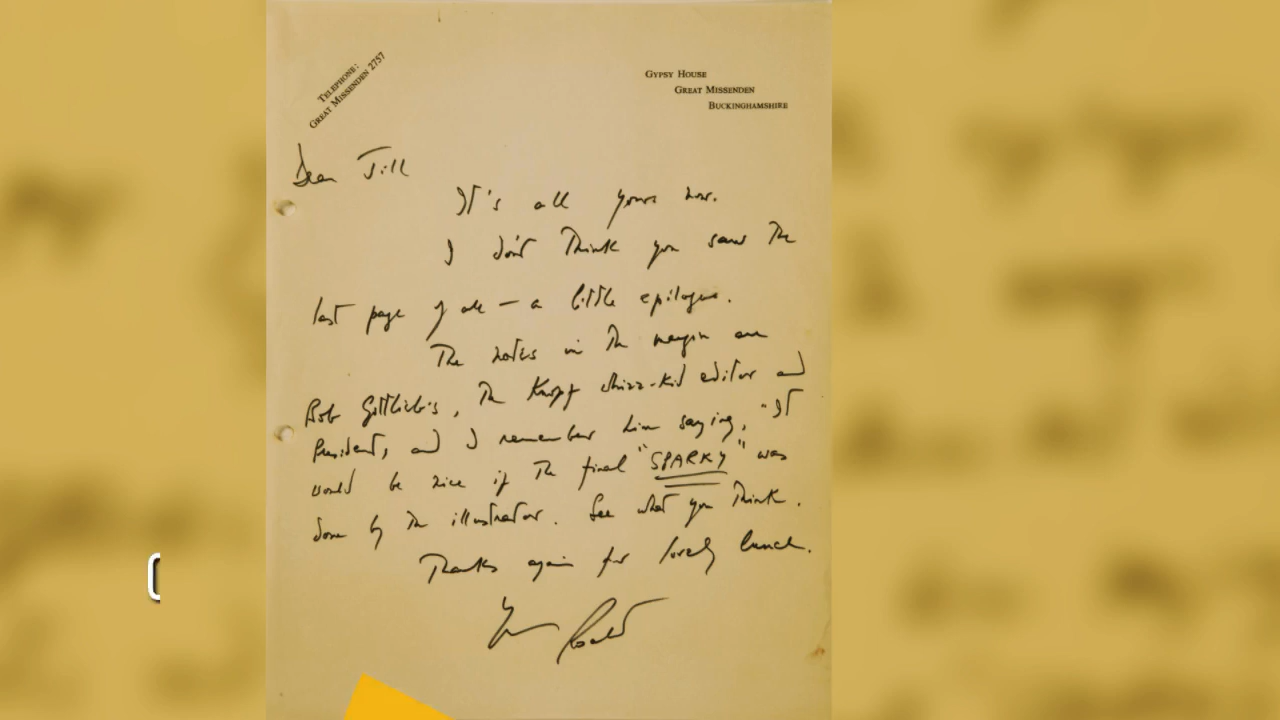 TELEPHONE:
GREAT MISSENDEN 2757
GYPSY HOUSE
GREAT MISSENDEN
BUCKINGHAMSHIRE
Dear Jill
It's all yours now.
I don't think you saw the
last page of all — a little epilogue.
The notes in the margin are
Bob Gottlieb's, the Knopf whizz-kid editor and
President, and I remember him saying, "It
would be nice if the final "SPARKY" was
done by the illustrator. See what you think.
Thanks again for lovely lunch.
Yours Roald